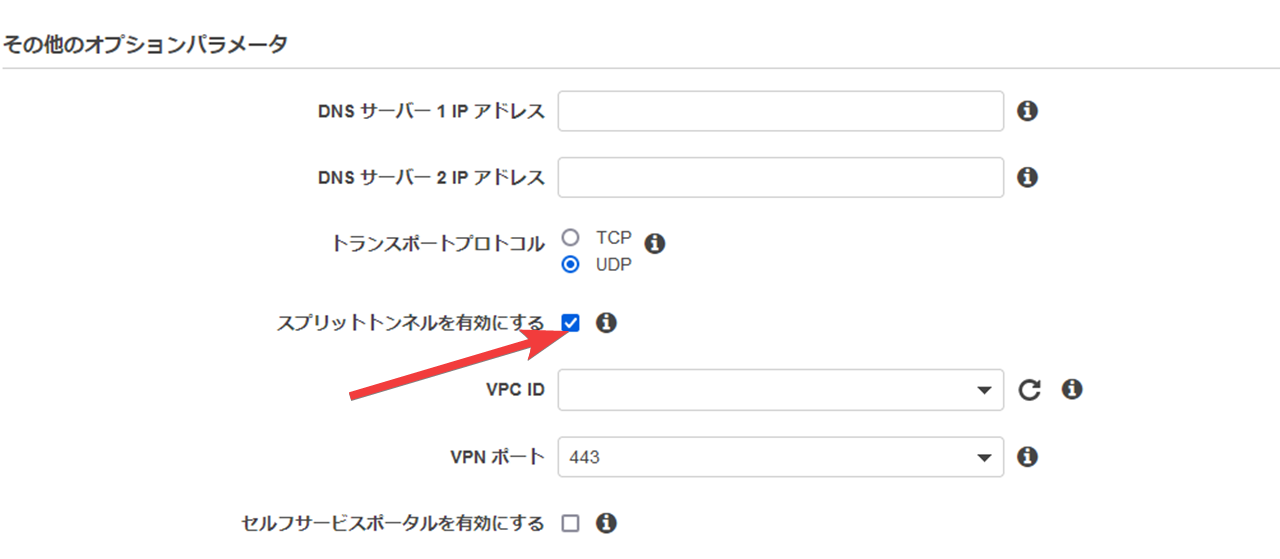 その他のオプションパラメータ
DNS サーバー 1 IP アドレス
DNS サーバー 2 IP アドレス
トランスポートプロトコル
TCP
UDP
スプリットトンネルを有効にする
VPC ID
VPN ポート
443
セルフサービスポータルを有効にする